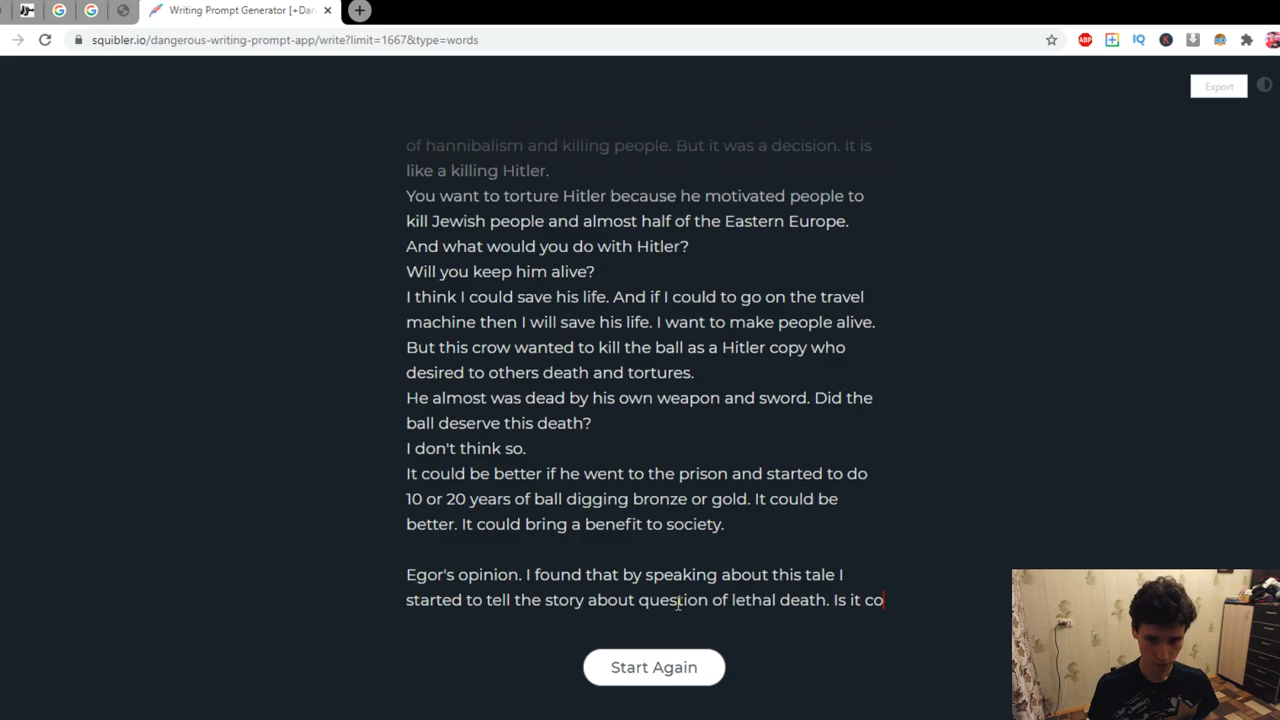 Writing Prompt Generator [+Dan
squibler.io/dangerous-writing-prompt-app/write?limit=1667&type=words
ABP
IQ
K
Export
of hannibalism and killing people. But it was a decision. It is
like a killing Hitler.
You want to torture Hitler because he motivated people to
kill Jewish people and almost half of the Eastern Europe.
And what would you do with Hitler?
Will you keep him alive?
I think I could save his life. And if I could to go on the travel
machine then I will save his life. I want to make people alive.
But this crow wanted to kill the ball as a Hitler copy who
desired to others death and tortures.
He almost was dead by his own weapon and sword. Did the
ball deserve this death?
I don't think so.
It could be better if he went to the prison and started to do
10 or 20 years of ball digging bronze or gold. It could be
better. It could bring a benefit to society.
Egor's opinion. I found that by speaking about this tale I
started to tell the story about question of lethal death. Is it co
Start Again